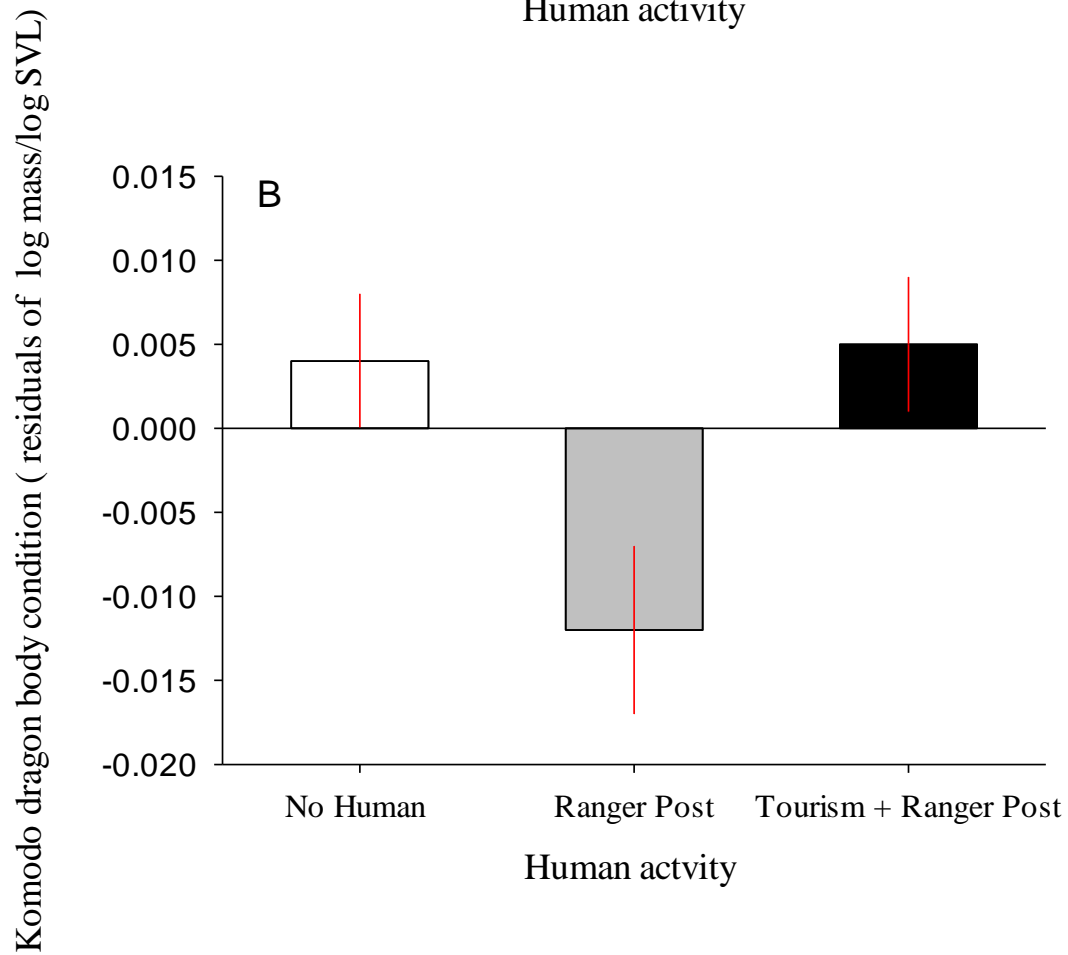 Human activity
Komodo dragon body condition ( residuals of log mass/log SVL)
B
0.015
0.010
0.005
0.000
-0.005
-0.010
-0.015
-0.020
No Human Ranger Post Tourism + Ranger Post
Human actvity